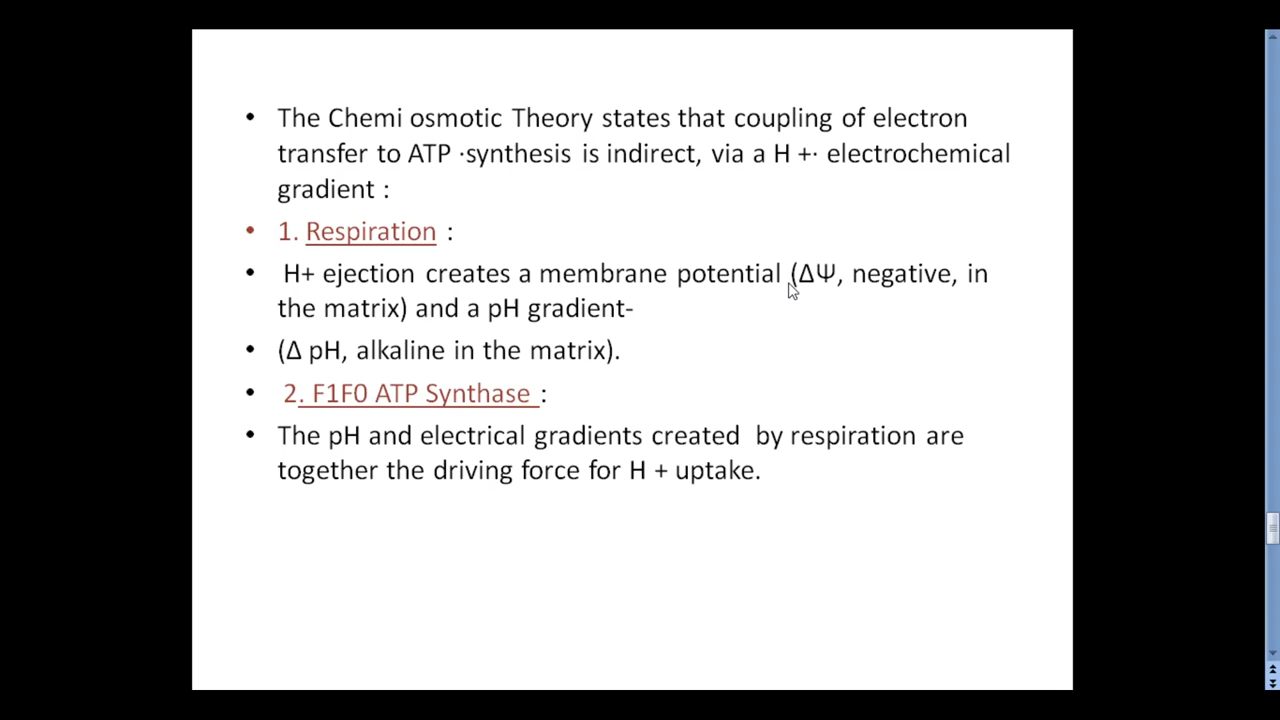 • The Chemi osmotic Theory states that coupling of electron
transfer to ATP ·synthesis is indirect, via a H +· electrochemical
gradient :
• 1. Respiration :
• H+ ejection creates a membrane potential (ΔΨ, negative, in
the matrix) and a pH gradient-
• (Δ pH, alkaline in the matrix).
• 2. F1F0 ATP Synthase :
• The pH and electrical gradients created by respiration are
together the driving force for H + uptake.